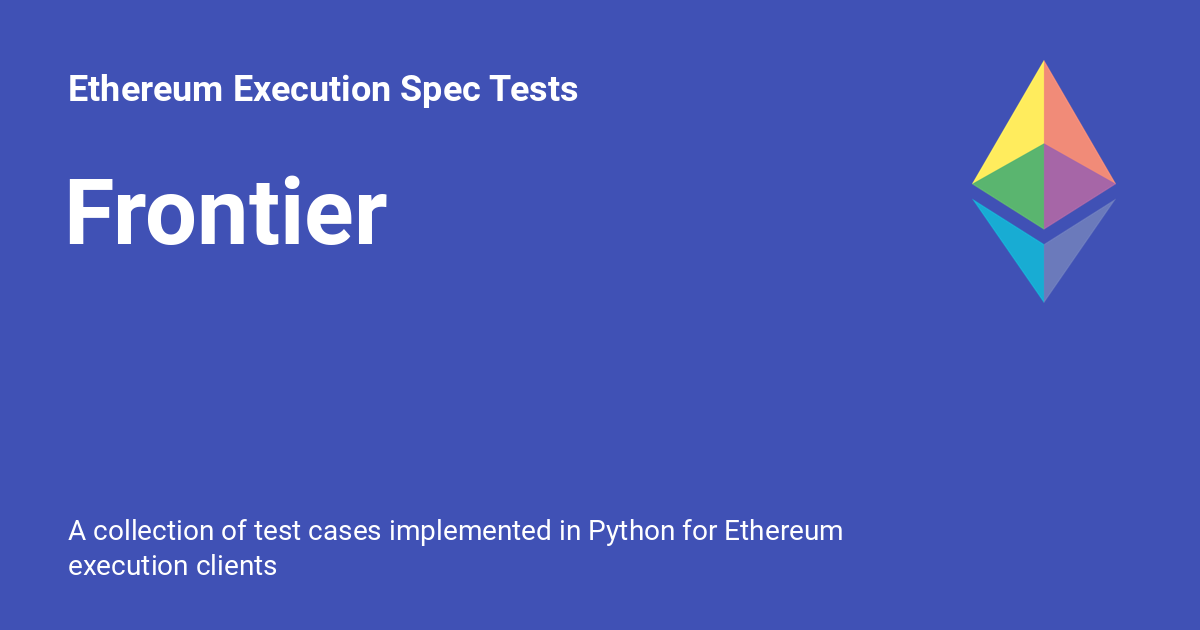 Ethereum Execution Spec Tests
Frontier
A collection of test cases implemented in Python for Ethereum
execution clients